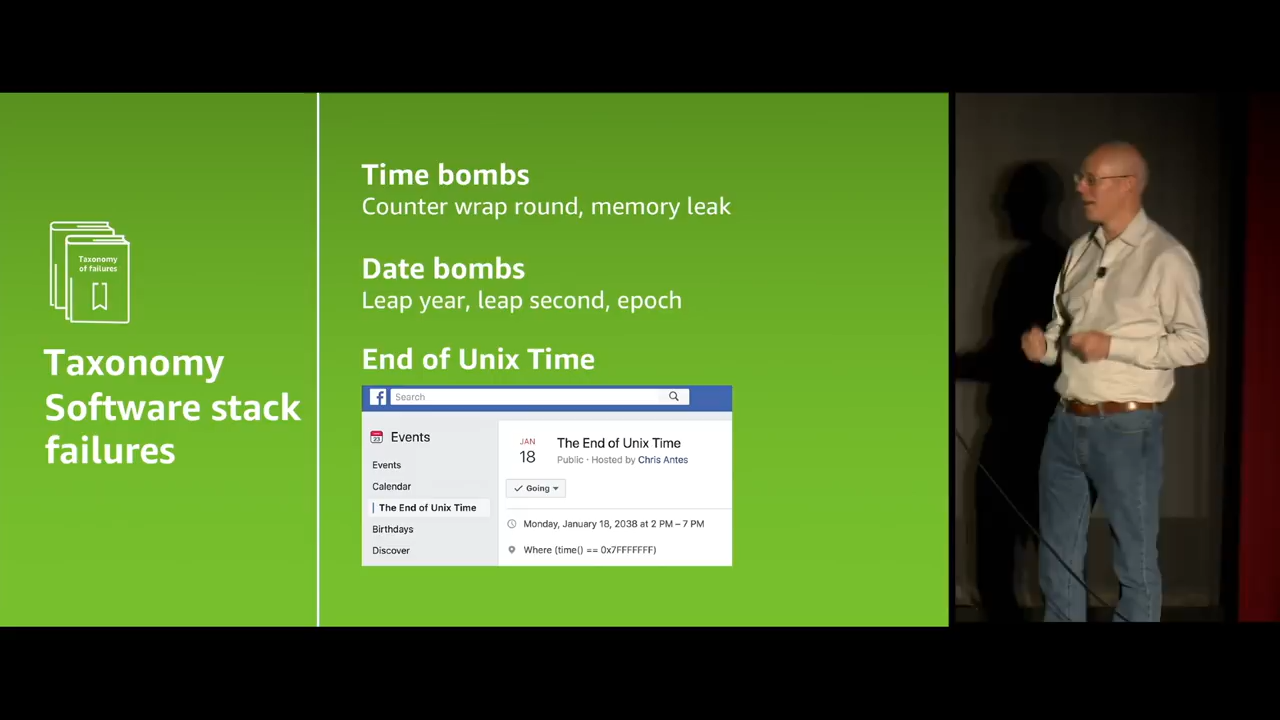 Taxonomy
of failures
Taxonomy
Software stack
failures
Time bombs
Counter wrap round, memory leak
Date bombs
Leap year, leap second, epoch
End of Unix Time
f Search
23 Events
Events
Calendar
The End of Unix Time
Birthdays
Discover
JAN
18
The End of Unix Time
Public · Hosted by Chris Antes
Going
Monday, January 18, 2038 at 2 PM – 7 PM
Where (time() == 0x7FFFFFFF)